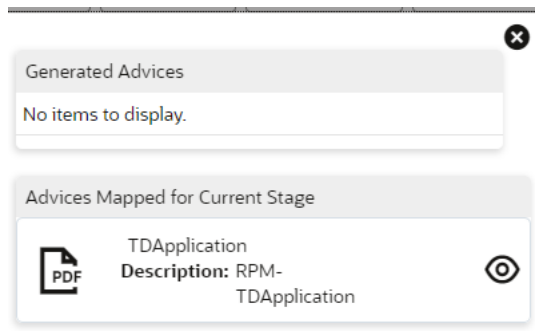 Generated Advices
No items to display.
Advices Mapped for Current Stage
TDApplication
PDF
Description: RPM-
TDApplication